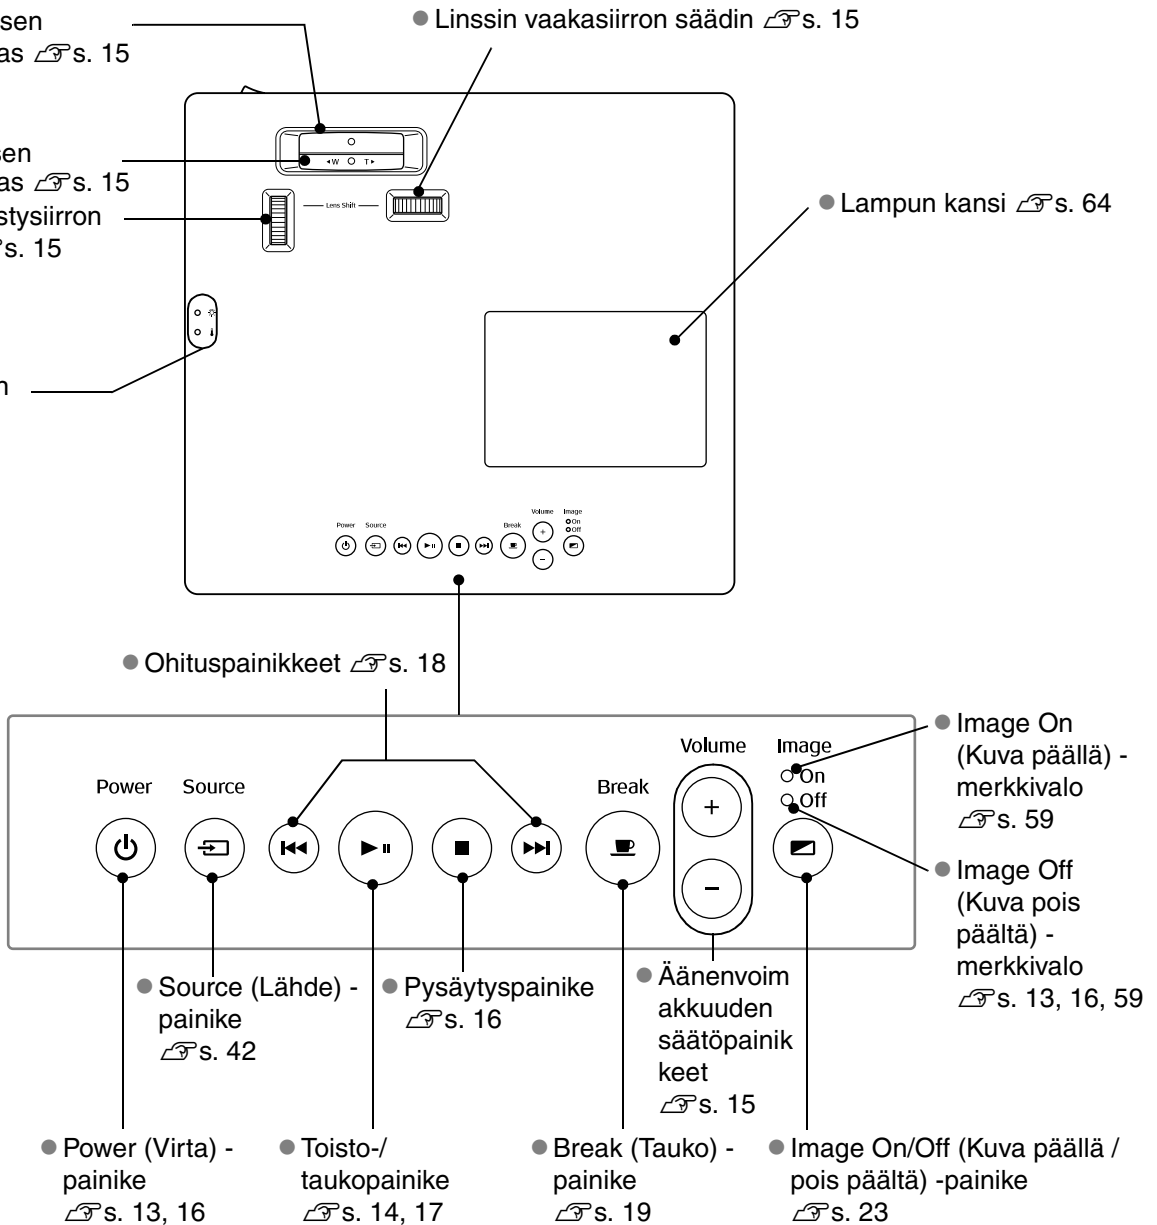 sen
as s. 15
Linssin vaakasiirron säädin s. 15
sen
as s. 15
stysiirron
s. 15
Lampun kansi s. 64
n
W T
Lens Shift
Power Source Break Volume Image
On
Off
Ohituspainikkeet s. 18
Power Source Break Volume Image
On
Off
Image On
(Kuva päällä) -
merkkivalo
s. 59
Image Off
(Kuva pois
päältä) -
merkkivalo
s. 13, 16, 59
Source (Lähde) -
painike
s. 42
Pysäytyspainike
s. 16
Äänenvoim
akkuuden
säätöpainik
keet
s. 15
Power (Virta) -
painike
s. 13, 16
Toisto-/
taukopainike
s. 14, 17
Break (Tauko) -
painike
s. 19
Image On/Off (Kuva päällä /
pois päältä) -painike
s. 23